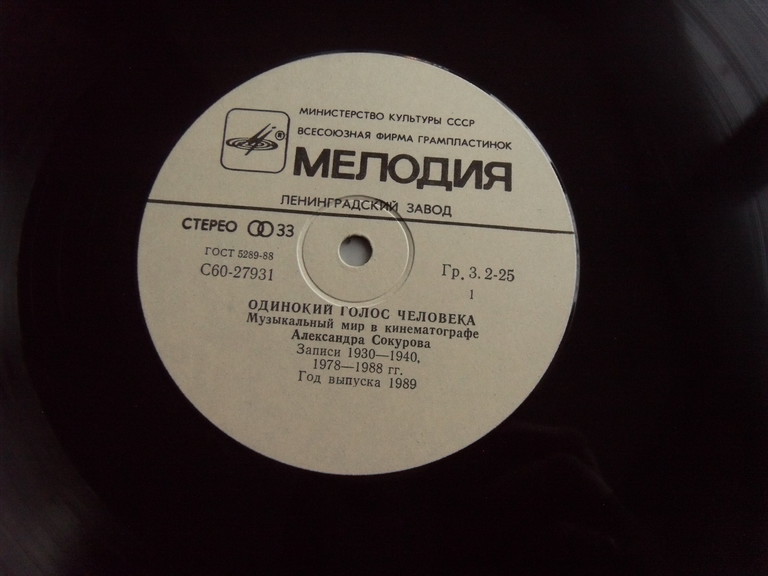 МИНИСТЕРСТВО КУЛЬТУРЫ СССР
ВСЕСОЮЗНАЯ ФИРМА ГРАМПЛАСТИНОК
®
МЕЛОДИЯ
ЛЕНИНГРАДСКИЙ ЗАВОД
СТЕРЕО 33
ГОСТ 5289-88
С60-27931
Гр. 3. 2-25
1
ОДИНОКИЙ ГОЛОС ЧЕЛОВЕКА
Музыкальный мир в кинематографе
Александра Сокурова
Записи 1930—1940,
1978—1988 гг.
Год выпуска 1989